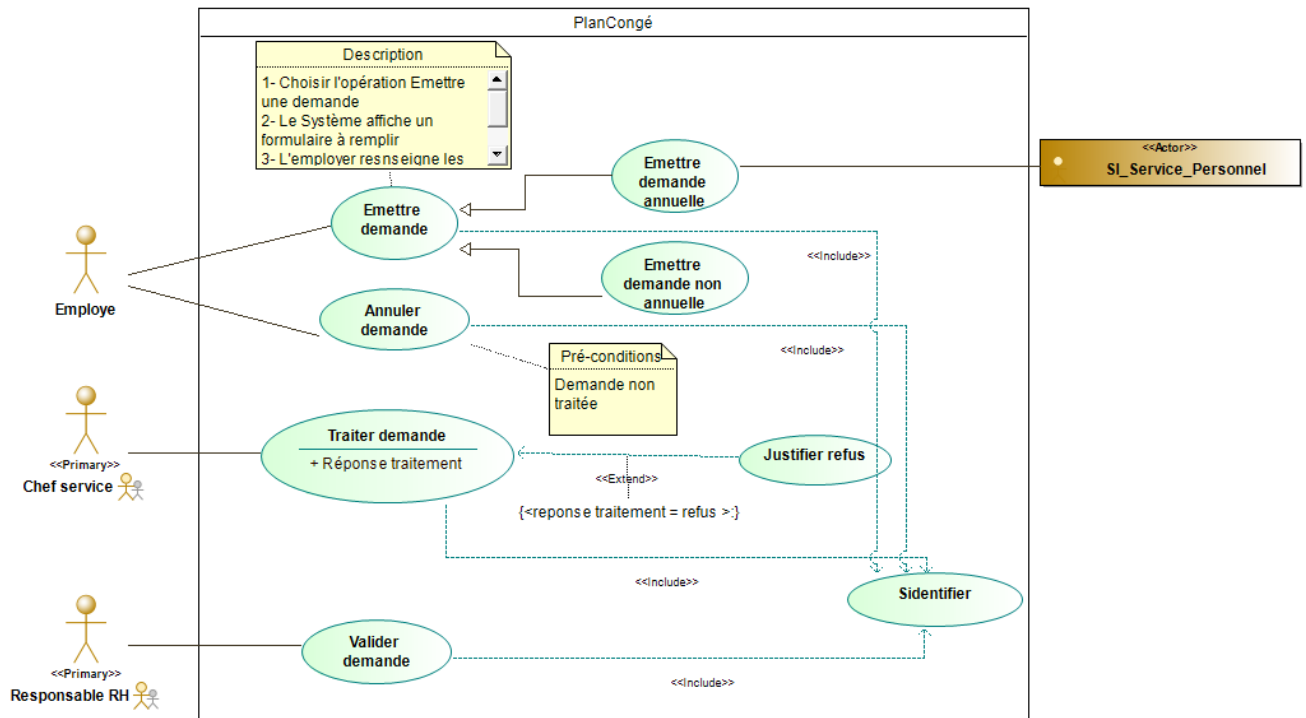 PlanCongé
Description
1- Choisir l'opération Emettre
une demande
2- Le Système affiche un
formulaire à remplir
3- L'employer resnseigne les
Emettre
demande
annuelle
<<Actor>>
SI_Service_Personnel
Emettre
demande
<<Include>>
Emettre
demande non
annuelle
Employe
Annuler
demande
<<Include>>
Pré-conditions
Demande non
traitée
Traiter demande
+ Réponse traitement
Justifier refus
<<Primary>>
Chef service
<<Extend>>
{<reponse traitement = refus >:}
<<Include>>
Sidentifier
Valider
demande
<<Primary>>
Responsable RH
<<Include>>